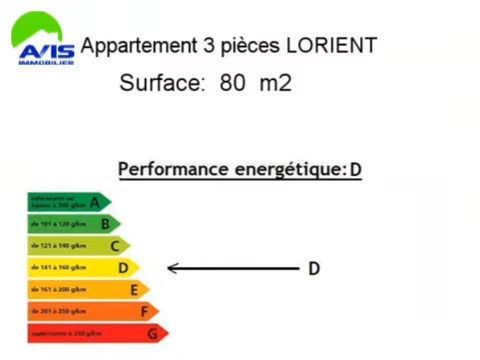 AVIS
IMMOBILIER
Appartement 3 pièces LORIENT
Surface: 80 m2
Performance energétique: D
A
de 101 à 120 g/km B
de 121 à 140 g/km C
de 141 à 160 g/km D
D
de 161 à 200 g/km E
de 201 à 250 g/km F
G